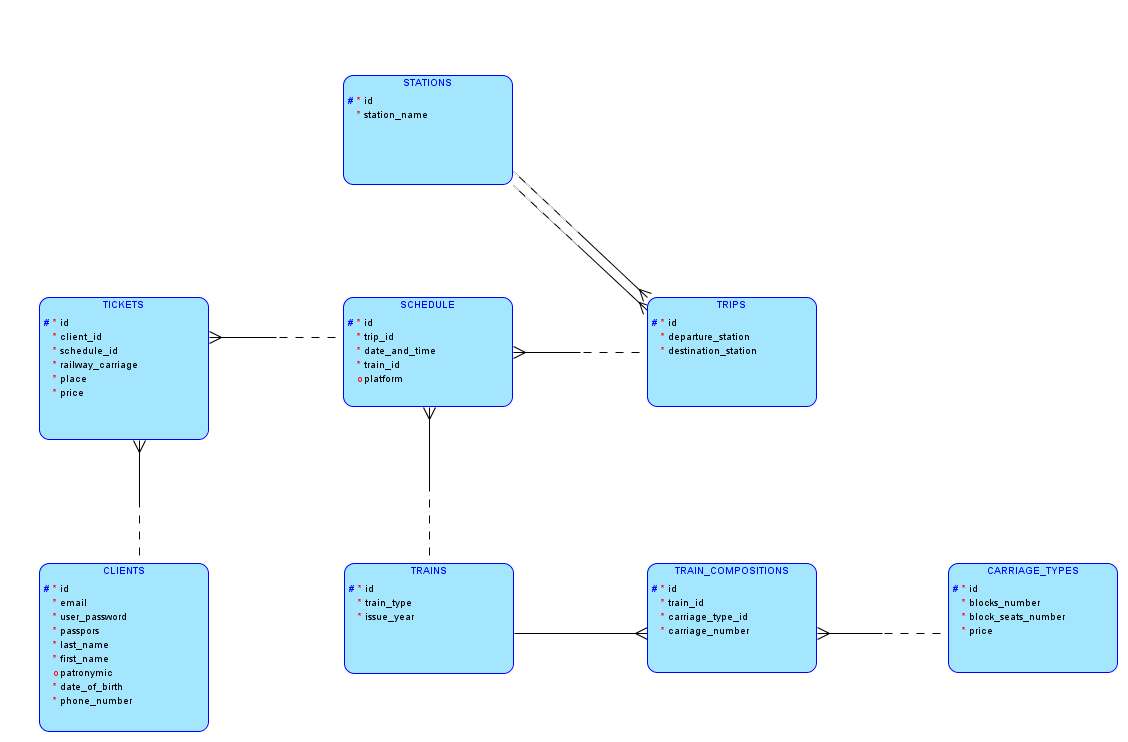 STATIONS
# * id
* station_name
TICKETS
# * id
* client_id
* schedule_id
* railway_carriage
* place
* price
SCHEDULE
# * id
* trip_id
* date_and_time
* train_id
o platform
TRIPS
# * id
* departure_station
* destination_station
CLIENTS
# * id
* email
* user_password
* passpors
* last_name
* first_name
o patronymic
* date_of_birth
* phone_number
TRAINS
# * id
* train_type
* issue_year
TRAIN_COMPOSITIONS
# * id
* train_id
* carriage_type_id
* carriage_number
CARRIAGE_TYPES
# * id
* blocks_number
* block_seats_number
* price